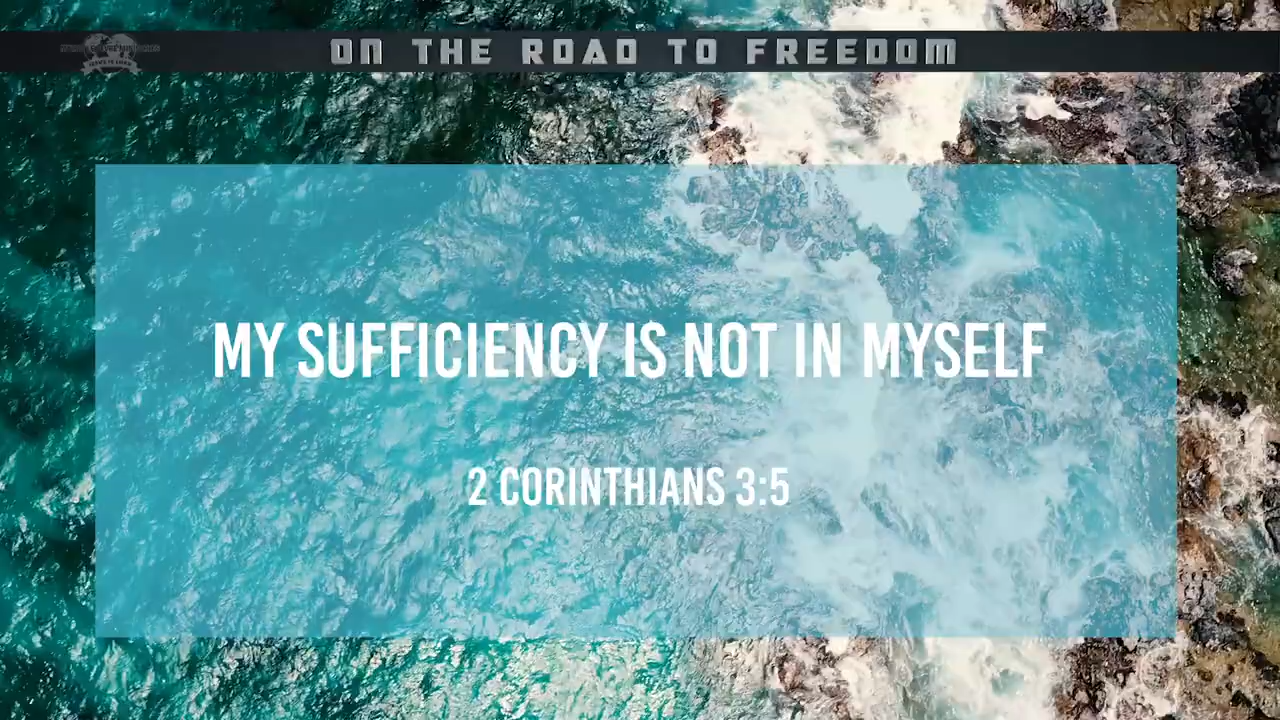 ON THE ROAD TO FREEDOM
MY SUFFICIENCY IS NOT IN MYSELF
2 CORINTHIANS 3:5